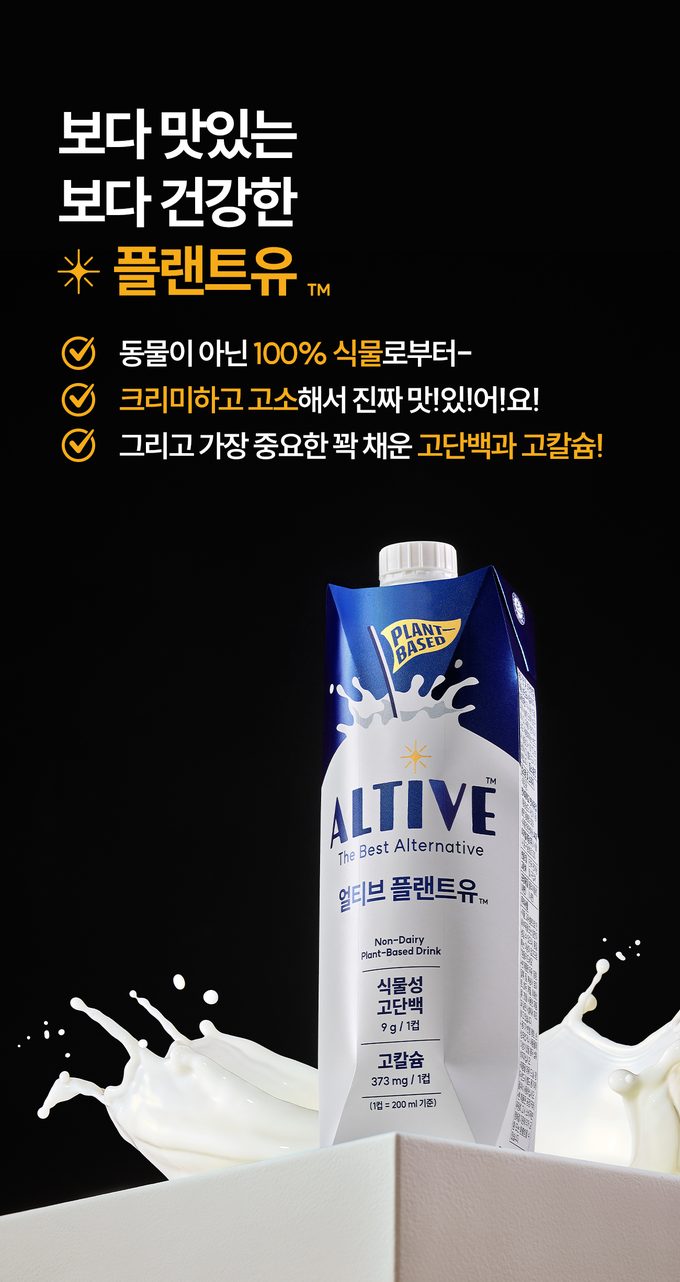 보다 맛있는
보다 건강한
플랜트유 TM
동물이 아닌 100% 식물로부터-
크리미하고 고소해서 진짜 맛!있!어!요!
그리고 가장 중요한 꽉 채운 고단백과 고칼슘!
PLANT-
BASED
ALTIVE TM
The Best Alternative
얼티브 플랜트유 TM
Non-Dairy
Plant-Based Drink
식물성
고단백
9 g / 1컵
고칼슘
373 mg / 1컵
(1컵 = 200 ml 기준)